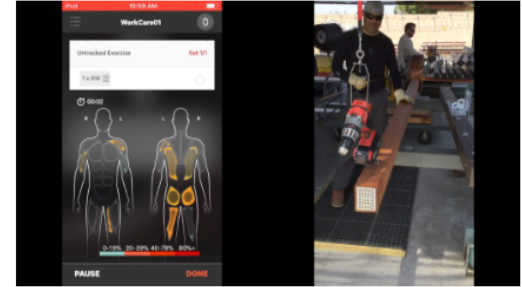 iPod 10:59 AM
WorkCare01
Untracked Exercise Set 1/1
1 x BW
00:02
R L L R
0-19% 20-39% 40-79% 80%+
PAUSE DONE